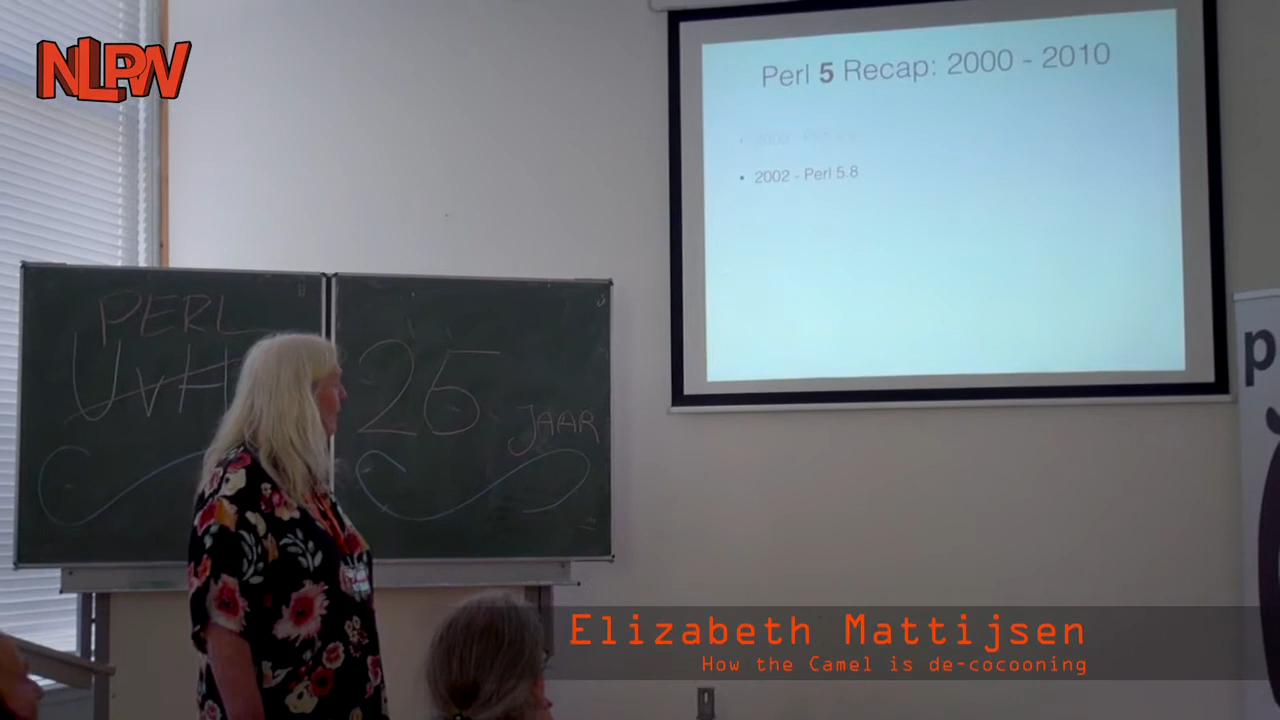 NLPW
Perl 5 Recap: 2000 - 2010
• 2002 - Perl 5.8
PERL
UvH
25
JAAR
p
Elizabeth Mattijsen
How the Camel is de-cocooning